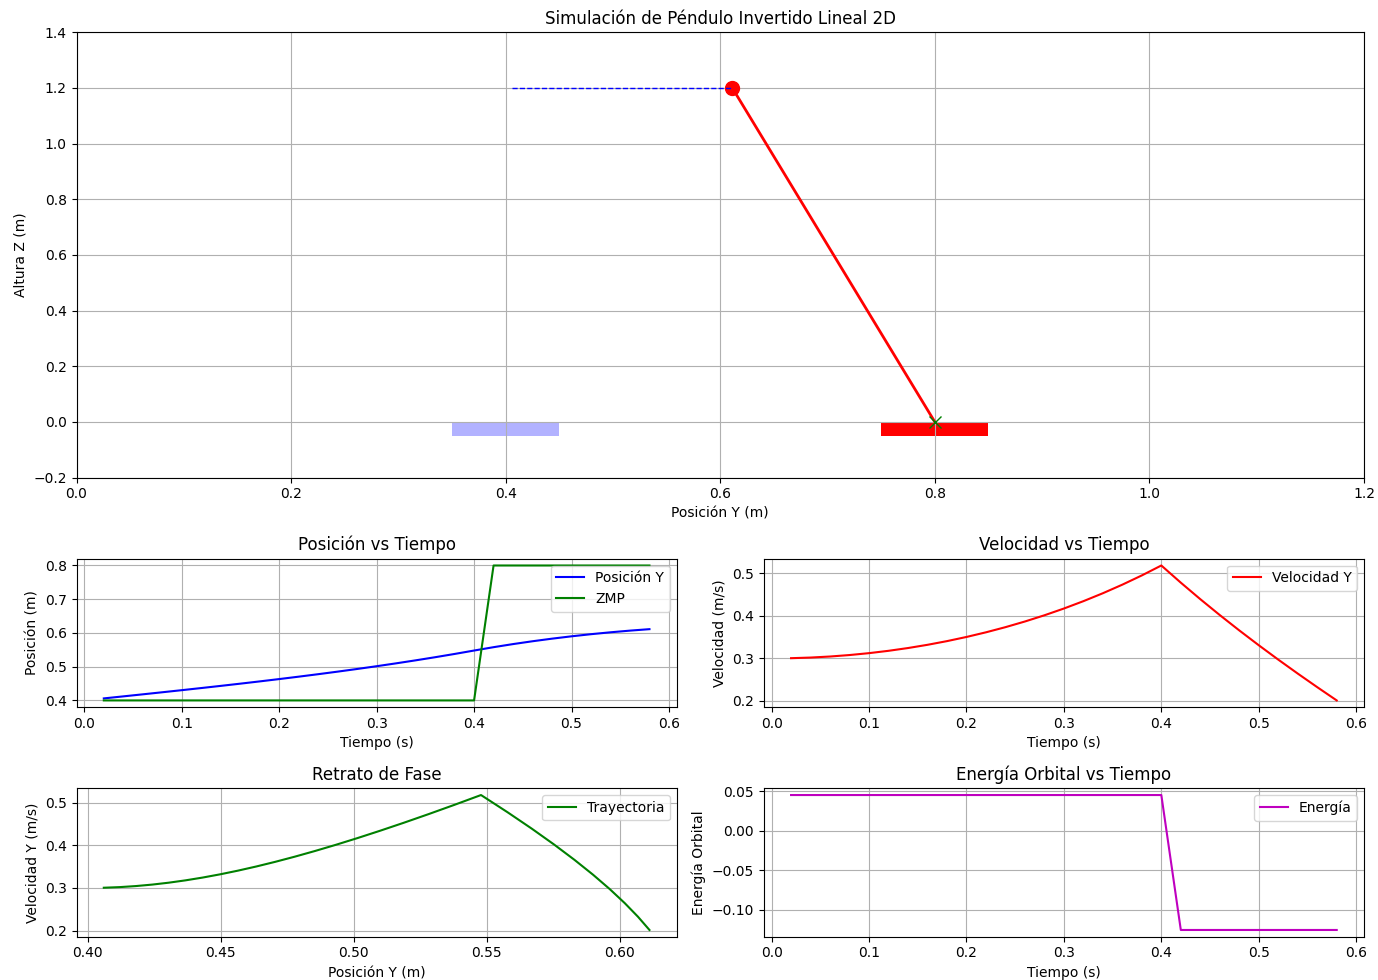 Simulación de Péndulo Invertido Lineal 2D
1.4
1.2
1.0
0.8
0.6
0.4
0.2
0.0
−0.2
Altura Z (m)
0.0 0.2 0.4 0.6 0.8 1.0 1.2
Posición Y (m)
Posición vs Tiempo
0.8
0.7
0.6
0.5
0.4
Posición (m)
Posición Y
ZMP
0.0 0.1 0.2 0.3 0.4 0.5 0.6
Tiempo (s)
Velocidad vs Tiempo
0.5
0.4
0.3
0.2
Velocidad (m/s)
Velocidad Y
0.0 0.1 0.2 0.3 0.4 0.5 0.6
Tiempo (s)
Retrato de Fase
0.5
0.4
0.3
0.2
Velocidad Y (m/s)
Trayectoria
0.40 0.45 0.50 0.55 0.60
Posición Y (m)
Energía Orbital vs Tiempo
0.05
0.00
−0.05
−0.10
Energía Orbital
Energía
0.0 0.1 0.2 0.3 0.4 0.5 0.6
Tiempo (s)